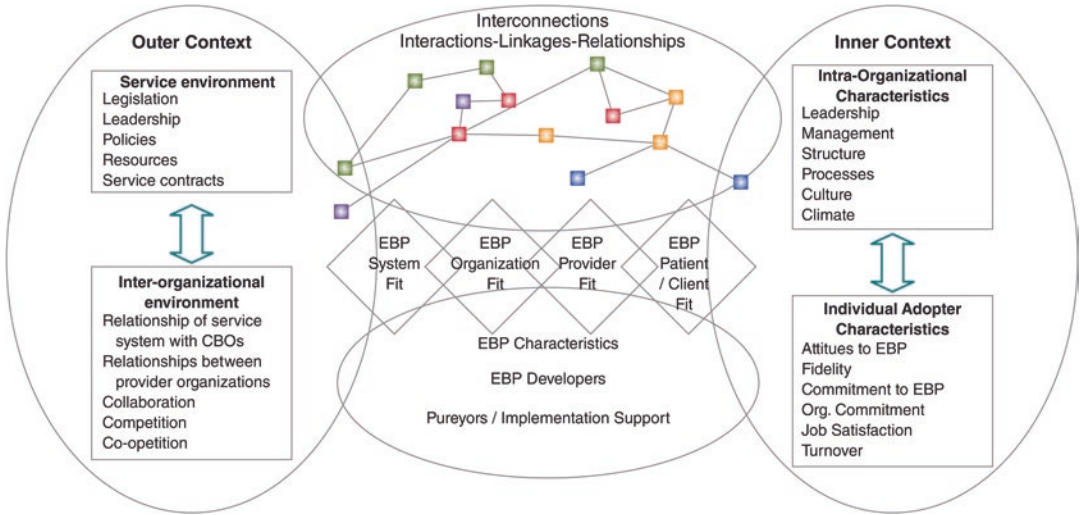 Outer Context
Service environment
Legislation
Leadership
Policies
Resources
Service contracts
Inter-organizational
environment
Relationship of service
system with CBOs
Relationships between
provider organizations
Collaboration
Competition
Co-opetition
Interconnections
Interactions-Linkages-Relationships
EBP
System
Fit
EBP
Organization
Fit
EBP
Provider
Fit
EBP
Patient
/ Client
Fit
EBP Characteristics
EBP Developers
Pureyors / Implementation Support
Inner Context
Intra-Organizational
Characteristics
Leadership
Management
Structure
Processes
Culture
Climate
Individual Adopter
Characteristics
Attitues to EBP
Fidelity
Commitment to EBP
Org. Commitment
Job Satisfaction
Turnover